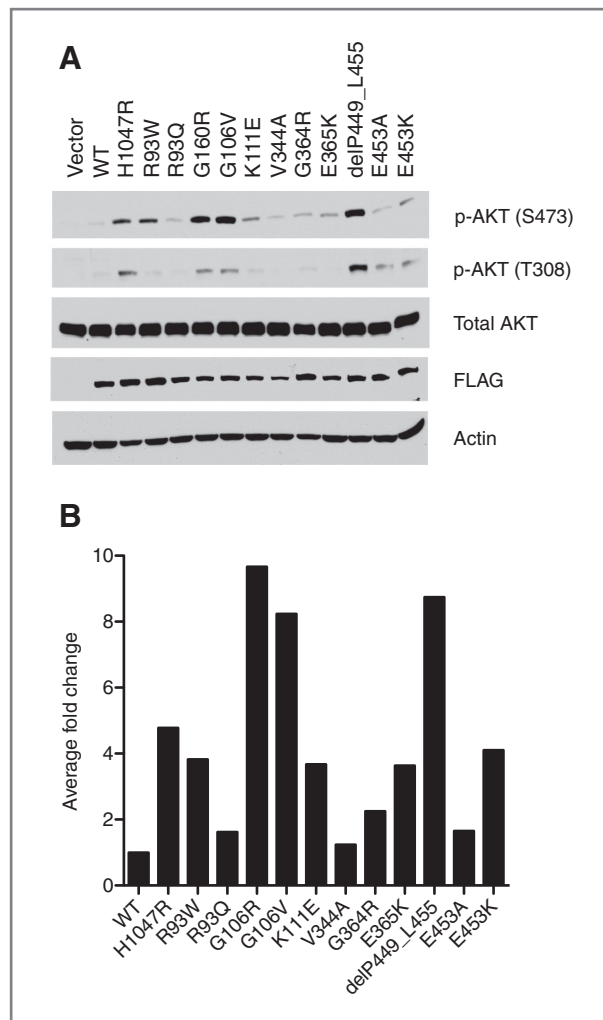 A
Vector
WT
H1047R
R93W
R93Q
G160R
G106V
K111E
V344A
G364R
E365K
delP449_L455
E453A
E453K
p-AKT (S473)
p-AKT (T308)
Total AKT
FLAG
Actin
B
Average fold change
10
8
6
4
2
0
WT
H1047R
R93W
R93Q
G106R
G106V
K111E
V344A
G364R
E365K
delP449_L455
E453A
E453K